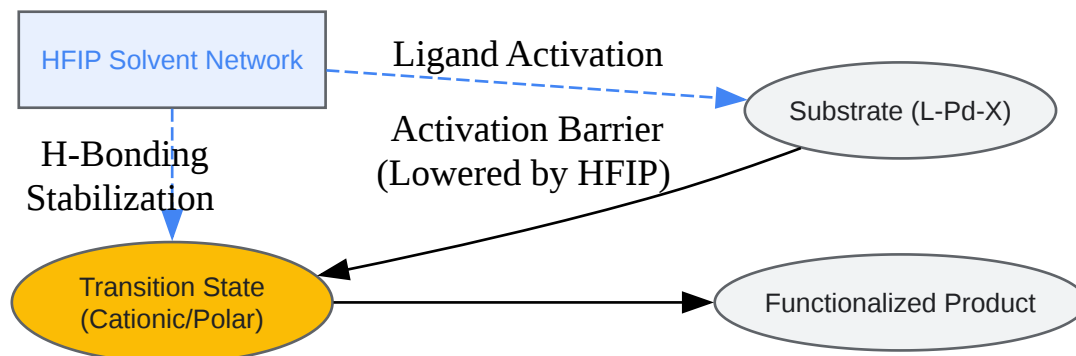 HFIP Solvent Network
Ligand Activation
Substrate (L-Pd-X)
Activation Barrier
(Lowered by HFIP)
H-Bonding
Stabilization
Transition State
(Cationic/Polar)
Functionalized Product